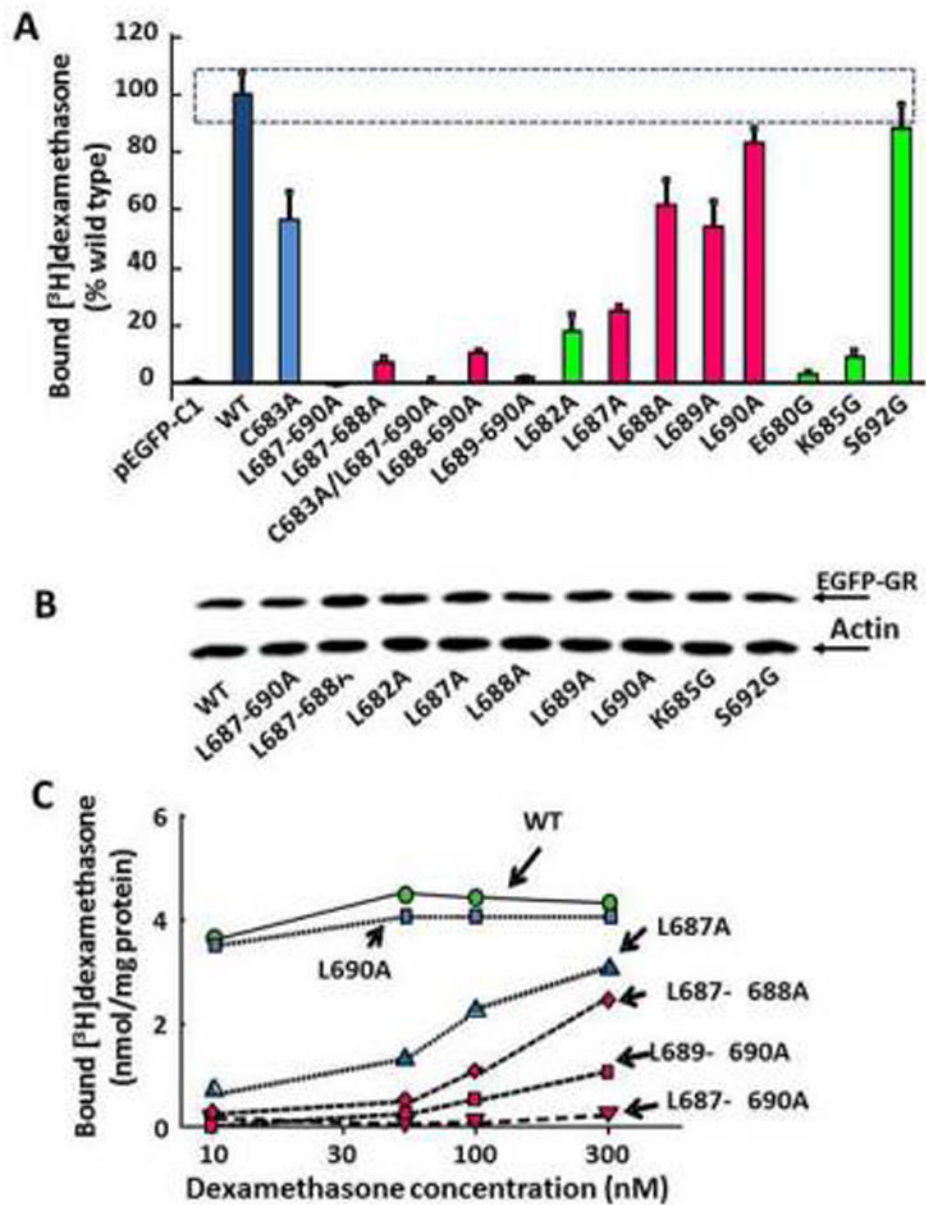 A
Bound [³H]dexamethasone
(% wild type)
120
100
80
60
40
20
0
pEGFP-C1
WT
C683A
L687-690A
L687-688A
C683A/L687-690A
L688-690A
L689-690A
L682A
L687A
L688A
L689A
L690A
E680G
K685G
S692G
B
EGFP-GR
Actin
WT
L687-690A
L687-688A
L682A
L687A
L688A
L689A
L690A
K685G
S692G
C
Bound [³H]dexamethasone
(nmol/mg protein)
6
4
2
0
WT
L690A
L687A
L687- 688A
L689- 690A
L687- 690A
10 30 100 300
Dexamethasone concentration (nM)